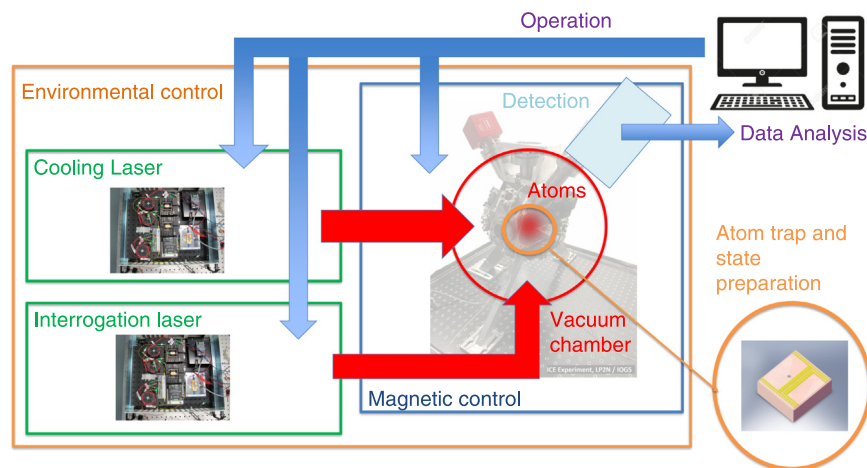 Operation
Environmental control
Detection
Data Analysis
Cooling Laser
Atoms
Atom trap and
state
preparation
Interrogation laser
Vacuum
chamber
ICE Experiment, LP2N / IOGS
Magnetic control